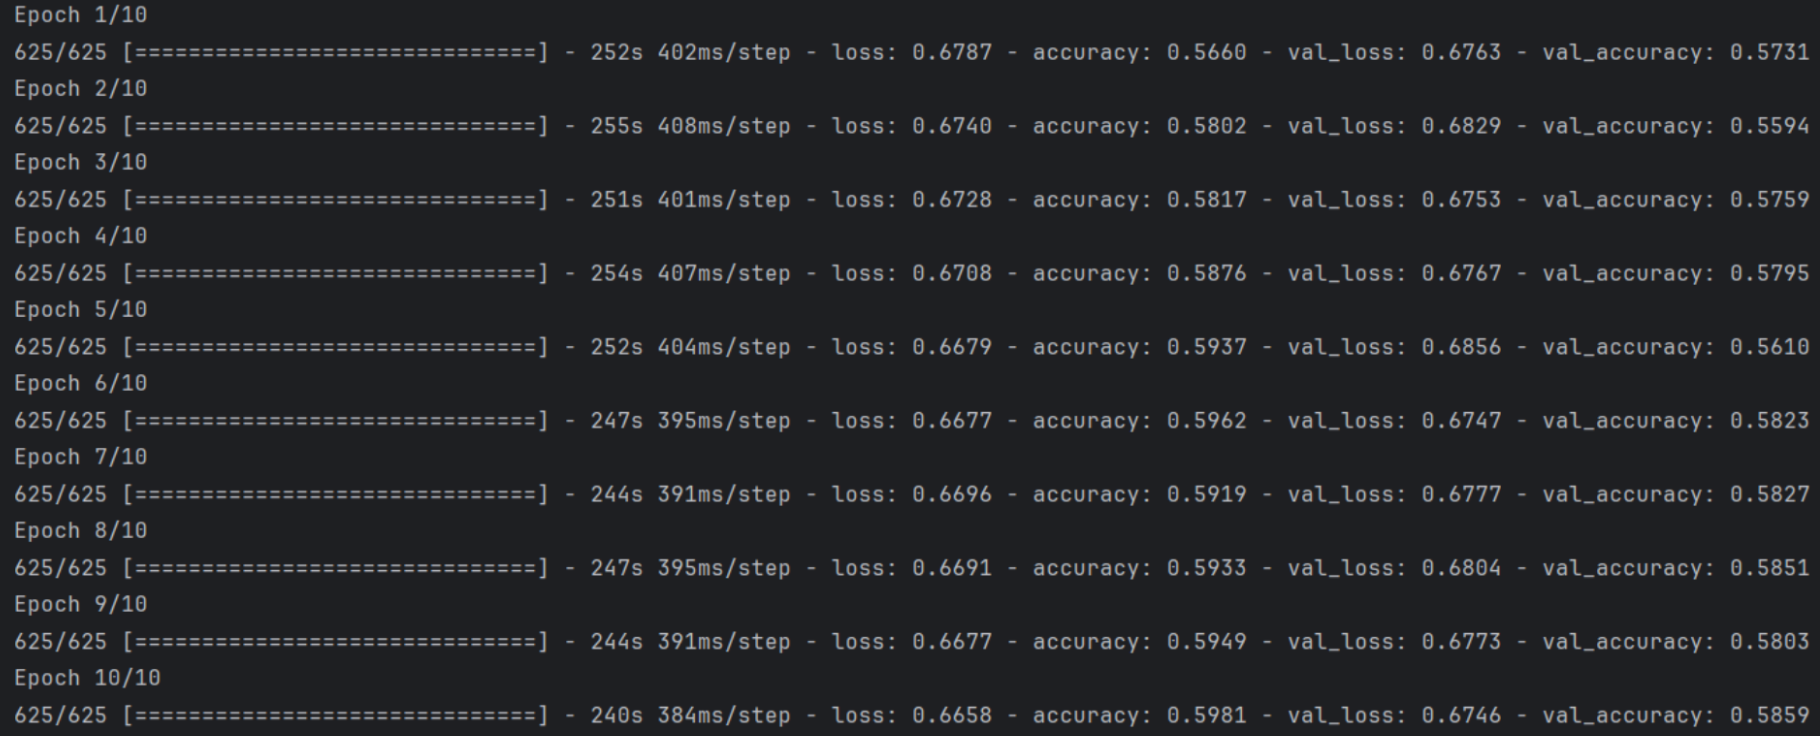 Epoch 1/10
625/625 [==============================] - 252s 402ms/step - loss: 0.6787 - accuracy: 0.5660 - val_loss: 0.6763 - val_accuracy: 0.5731
Epoch 2/10
625/625 [==============================] - 255s 408ms/step - loss: 0.6740 - accuracy: 0.5802 - val_loss: 0.6829 - val_accuracy: 0.5594
Epoch 3/10
625/625 [==============================] - 251s 401ms/step - loss: 0.6728 - accuracy: 0.5817 - val_loss: 0.6753 - val_accuracy: 0.5759
Epoch 4/10
625/625 [==============================] - 254s 407ms/step - loss: 0.6708 - accuracy: 0.5876 - val_loss: 0.6767 - val_accuracy: 0.5795
Epoch 5/10
625/625 [==============================] - 252s 404ms/step - loss: 0.6679 - accuracy: 0.5937 - val_loss: 0.6856 - val_accuracy: 0.5610
Epoch 6/10
625/625 [==============================] - 247s 395ms/step - loss: 0.6677 - accuracy: 0.5962 - val_loss: 0.6747 - val_accuracy: 0.5823
Epoch 7/10
625/625 [==============================] - 244s 391ms/step - loss: 0.6696 - accuracy: 0.5919 - val_loss: 0.6777 - val_accuracy: 0.5827
Epoch 8/10
625/625 [==============================] - 247s 395ms/step - loss: 0.6691 - accuracy: 0.5933 - val_loss: 0.6804 - val_accuracy: 0.5851
Epoch 9/10
625/625 [==============================] - 244s 391ms/step - loss: 0.6677 - accuracy: 0.5949 - val_loss: 0.6773 - val_accuracy: 0.5803
Epoch 10/10
625/625 [==============================] - 240s 384ms/step - loss: 0.6658 - accuracy: 0.5981 - val_loss: 0.6746 - val_accuracy: 0.5859